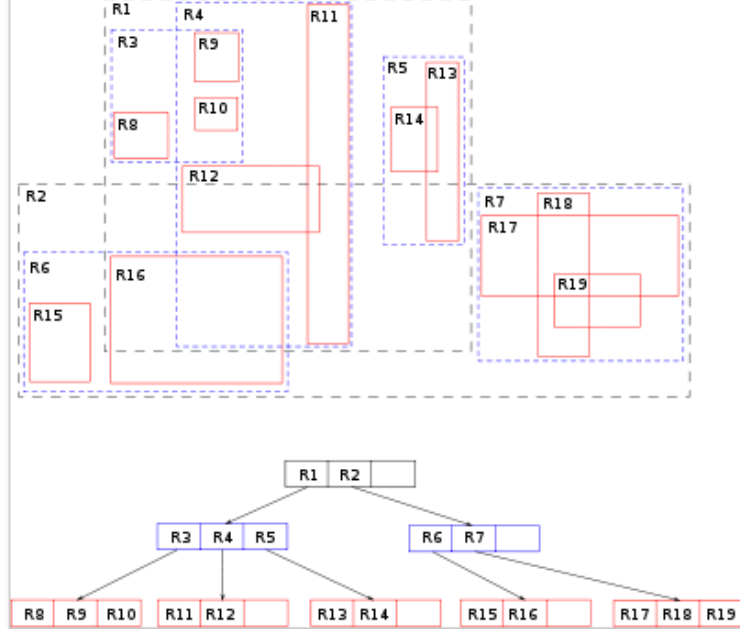 R1
R4
R11
R3
R9
R5
R13
R10
R14
R8
R12
R2
R7
R18
R17
R6
R16
R19
R15
R1 R2
R3 R4 R5
R6 R7
R8 R9 R10
R11 R12
R13 R14
R15 R16
R17 R18 R19